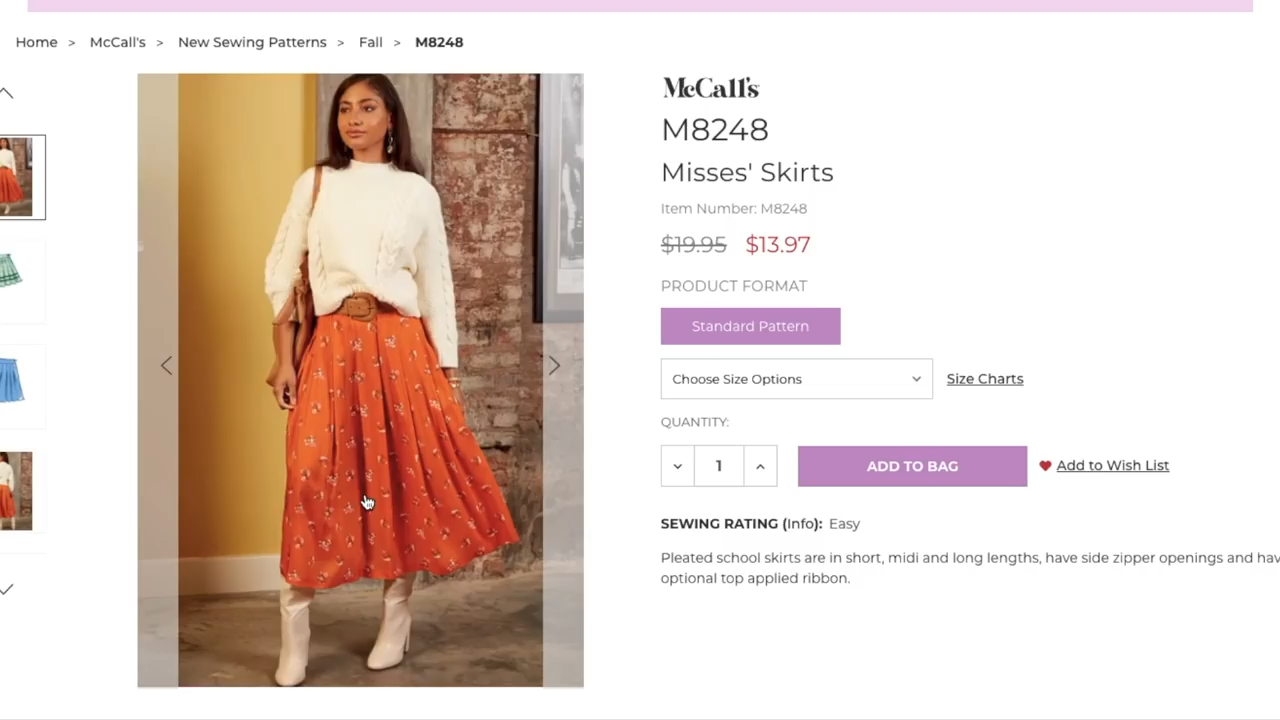 Home > McCall's > New Sewing Patterns > Fall > M8248
McCall's
M8248
Misses' Skirts
Item Number: M8248
$19.95 $13.97
PRODUCT FORMAT
Standard Pattern
Choose Size Options
Size Charts
QUANTITY:
1
ADD TO BAG
Add to Wish List
SEWING RATING (Info): Easy
Pleated school skirts are in short, midi and long lengths, have side zipper openings and
optional top applied ribbon.